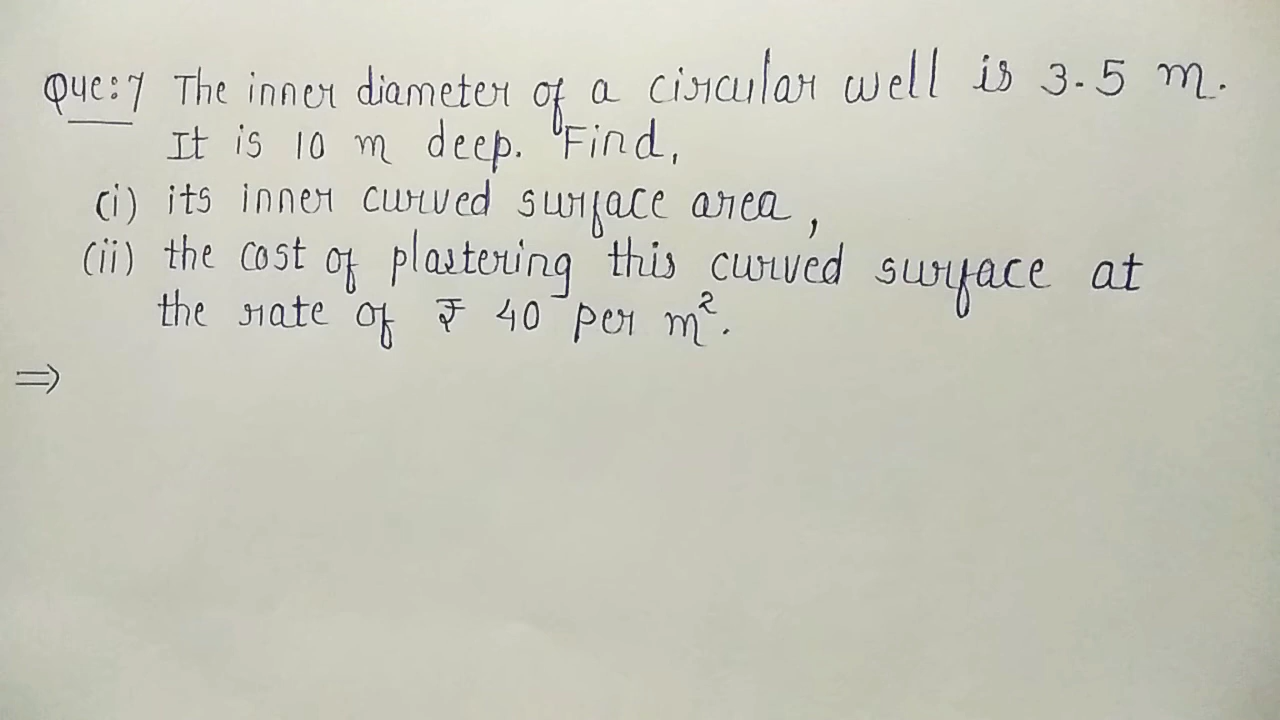 Que:7 The inner diameter of a circular well is 3.5 m.
It is 10 m deep. Find,
(i) its inner curved surface area,
(ii) the cost of plastering this curved surface at
the rate of ₹ 40 per m².
⇒